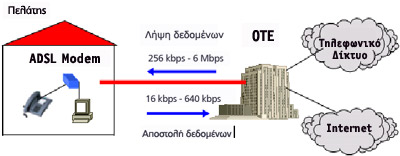 Πελάτης
ADSL Modem
Λήψη δεδομένων
256 kbps - 6 Mbps
16 kbps - 640 kbps
Αποστολή δεδομένων
ΟΤΕ
Τηλεφωνικό
Δίκτυο
Internet